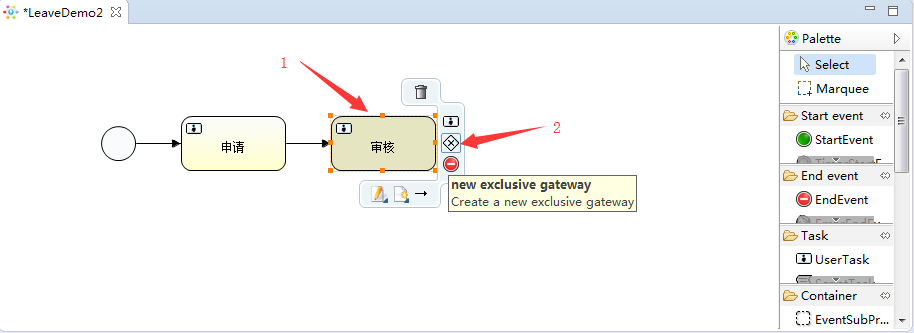 *LeaveDemo2
Palette
Select
Marquee
Start event
StartEvent
End event
EndEvent
Task
UserTask
Container
EventSubPr...
1
2
申请
审核
new exclusive gateway
Create a new exclusive gateway